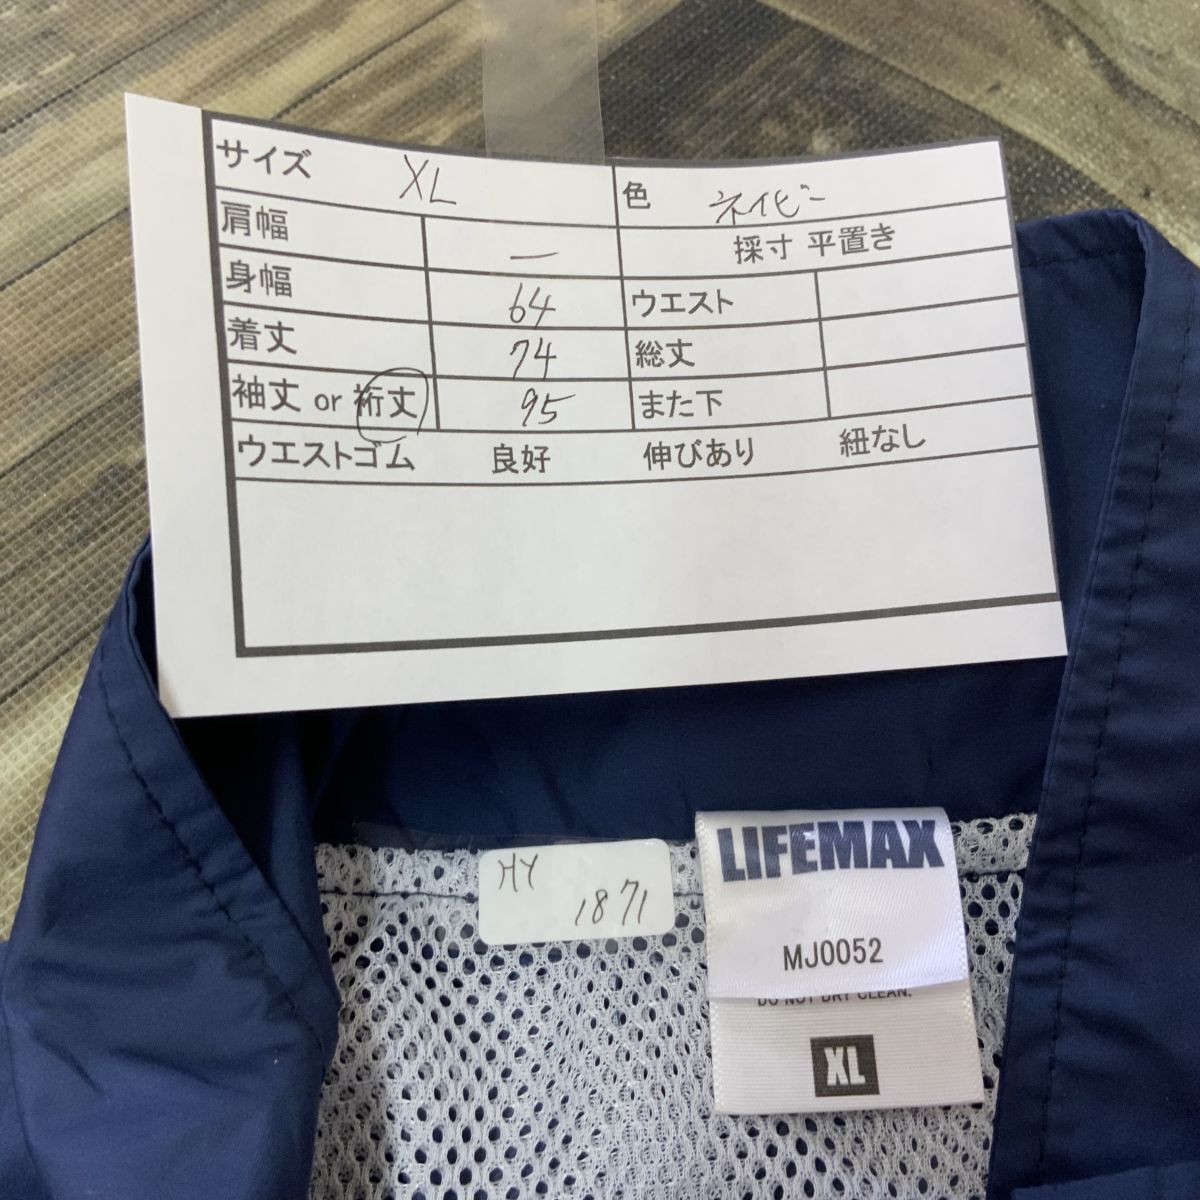 サイズ XL 色 ネイビー
肩幅 — 採寸 平置き
身幅 64 ウエスト
着丈 74 総丈
袖丈 or 裄丈 95 また下
ウエストゴム 良好 伸びあり 紐なし
LIFEMAX
HY
1871
MJ0052
DO NOT DRY CLEAN.
XL